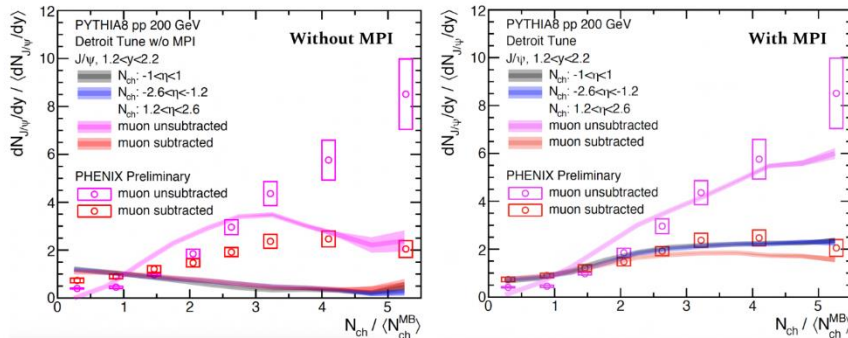 dN_J/ψ/dy / ⟨dN_J/ψ/dy⟩
12
10
8
6
4
2
0
PYTHIA8 pp 200 GeV
Detroit Tune w/o MPI
Without MPI
J/ψ, 1.2<y<2.2
N_ch: -1<η<1
N_ch: -2.6<η<-1.2
N_ch: 1.2<η<2.6
muon unsubtracted
muon subtracted
PHENIX Preliminary
muon unsubtracted
muon subtracted
0 1 2 3 4 5
N_ch / ⟨N_ch^MB⟩
dN_J/ψ/dy / ⟨dN_J/ψ/dy⟩
12
10
8
6
4
2
0
PYTHIA8 pp 200 GeV
Detroit Tune
With MPI
J/ψ, 1.2<y<2.2
N_ch: -1<η<1
N_ch: -2.6<η<-1.2
N_ch: 1.2<η<2.6
muon unsubtracted
muon subtracted
PHENIX Preliminary
muon unsubtracted
muon subtracted
0 1 2 3 4 5
N_ch / ⟨N_ch^MB⟩